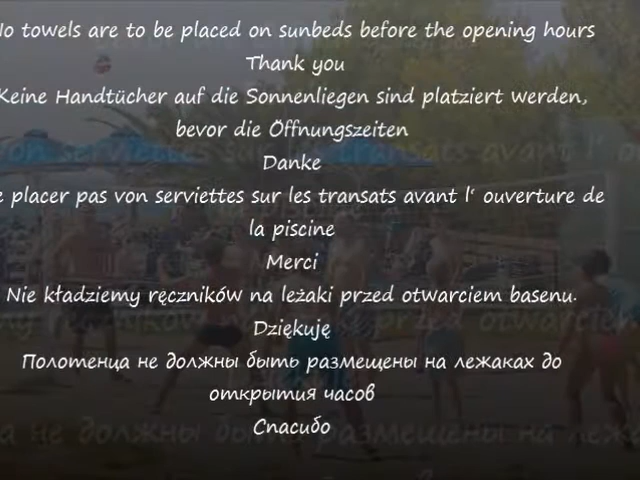 No towels are to be placed on sunbeds before the opening hours
Thank you
Keine Handtücher auf die Sonnenliegen sind platziert werden,
bevor die Öffnungszeiten
Danke
e placer pas von serviettes sur les transats avant l‘ ouverture de
la piscine
Merci
Nie kładziemy ręczników na leżaki przed otwarciem basenu.
Dziękuję
Полотенца не должны быть размещены на лежаках до
открытия часов
Спасибо